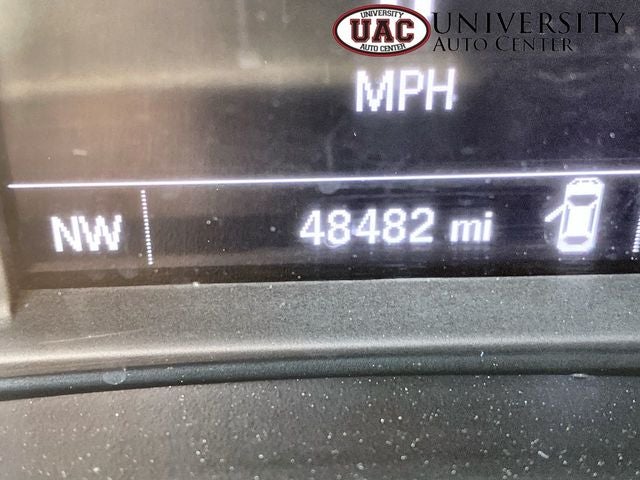 UNIVERSITY
UAC
AUTO CENTER
UNIVERSITY
AUTO CENTER
MPH
NW
48482 mi